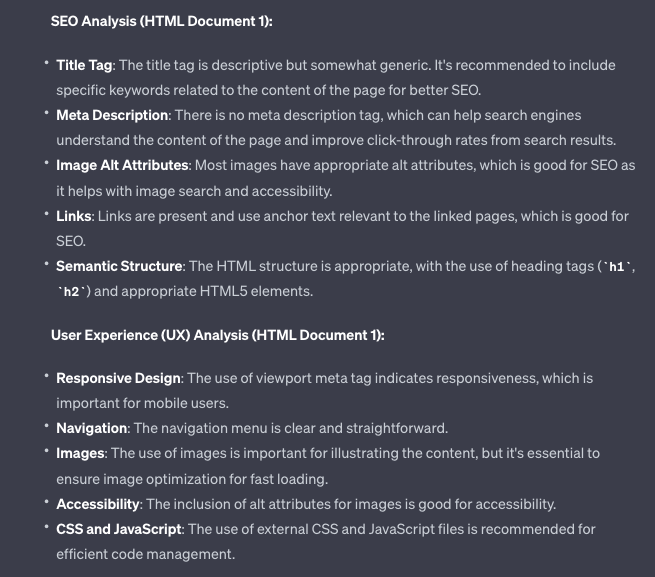 SEO Analysis (HTML Document 1):
• Title Tag: The title tag is descriptive but somewhat generic. It's recommended to include
specific keywords related to the content of the page for better SEO.
• Meta Description: There is no meta description tag, which can help search engines
understand the content of the page and improve click-through rates from search results.
• Image Alt Attributes: Most images have appropriate alt attributes, which is good for SEO as
it helps with image search and accessibility.
• Links: Links are present and use anchor text relevant to the linked pages, which is good for
SEO.
• Semantic Structure: The HTML structure is appropriate, with the use of heading tags (`h1`,
`h2`) and appropriate HTML5 elements.
User Experience (UX) Analysis (HTML Document 1):
• Responsive Design: The use of viewport meta tag indicates responsiveness, which is
important for mobile users.
• Navigation: The navigation menu is clear and straightforward.
• Images: The use of images is important for illustrating the content, but it's essential to
ensure image optimization for fast loading.
• Accessibility: The inclusion of alt attributes for images is good for accessibility.
• CSS and JavaScript: The use of external CSS and JavaScript files is recommended for
efficient code management.